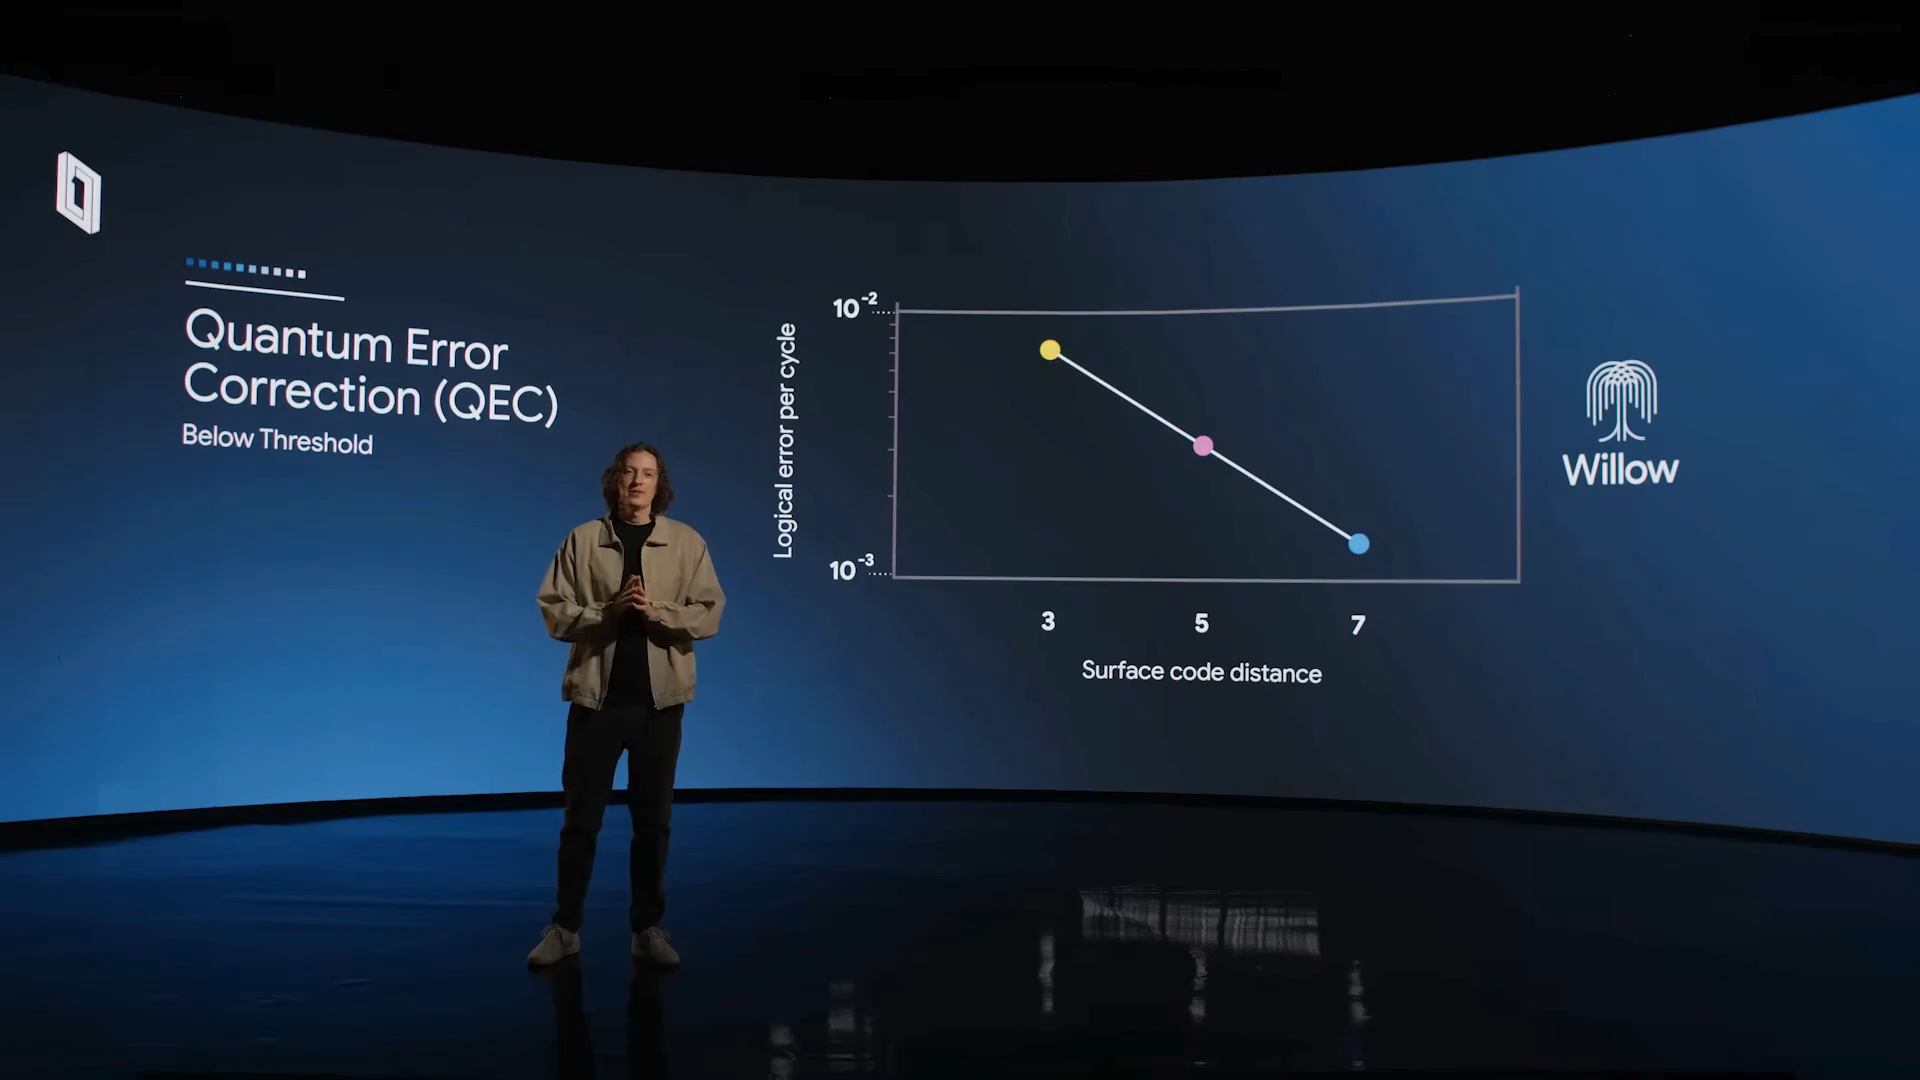 Quantum Error
Correction (QEC)
Below Threshold
Logical error per cycle
10⁻²
10⁻³
3 5 7
Surface code distance
Willow